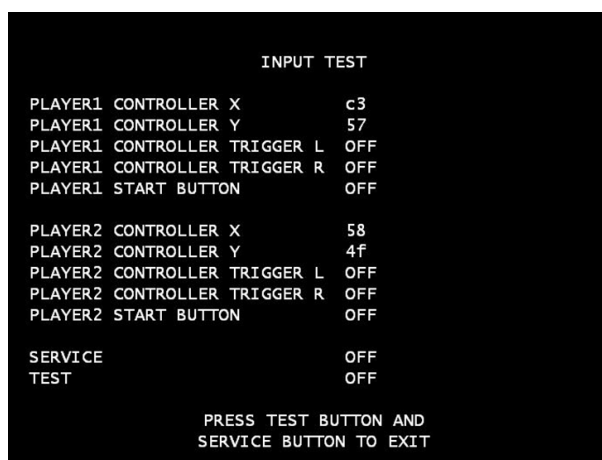 INPUT TEST
PLAYER1 CONTROLLER X c3
PLAYER1 CONTROLLER Y 57
PLAYER1 CONTROLLER TRIGGER L OFF
PLAYER1 CONTROLLER TRIGGER R OFF
PLAYER1 START BUTTON OFF
PLAYER2 CONTROLLER X 58
PLAYER2 CONTROLLER Y 4f
PLAYER2 CONTROLLER TRIGGER L OFF
PLAYER2 CONTROLLER TRIGGER R OFF
PLAYER2 START BUTTON OFF
SERVICE OFF
TEST OFF
PRESS TEST BUTTON AND
SERVICE BUTTON TO EXIT